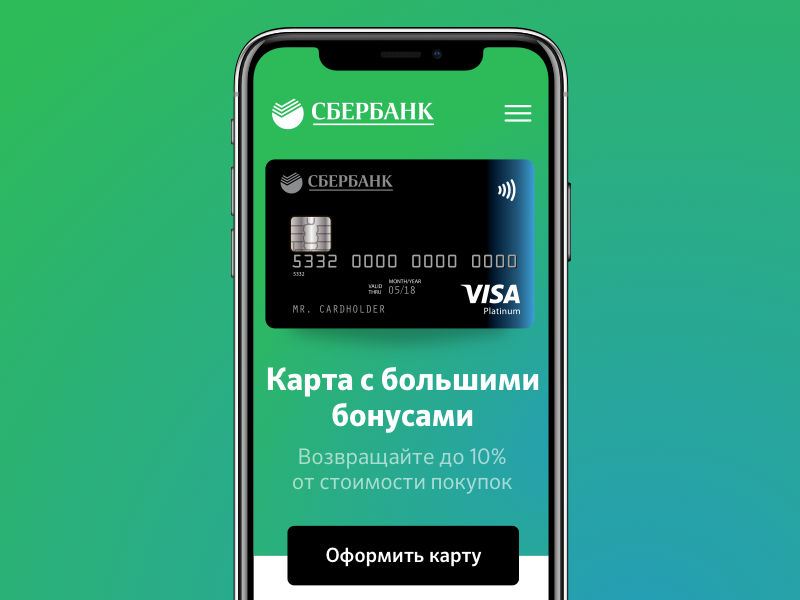 СБЕРБАНК
СБЕРБАНК
5332 0000 0000 0000
5332
MONTH/YEAR
VALID
THRU
05/18
MR. CARDHOLDER
VISA
Platinum
Карта с большими
бонусами
Возвращайте до 10%
от стоимости покупок
Оформить карту